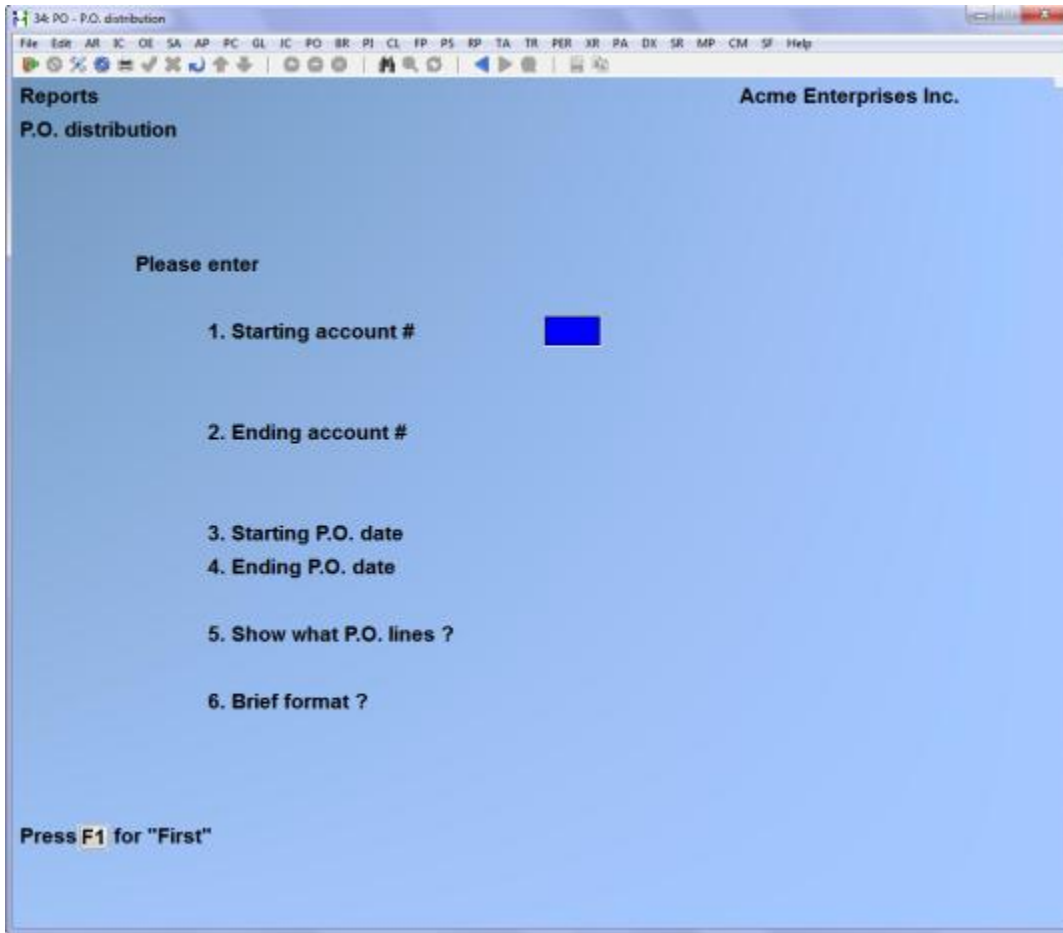 34: PO - P.O. distribution
File Edit AR IC OE SA AP PC GL JC PO BR PI CL FP PS RP TA TR PER XR PA DX SR MP CM SF Help
Reports Acme Enterprises Inc.
P.O. distribution
Please enter
1. Starting account #
2. Ending account #
3. Starting P.O. date
4. Ending P.O. date
5. Show what P.O. lines ?
6. Brief format ?
Press F1 for "First"